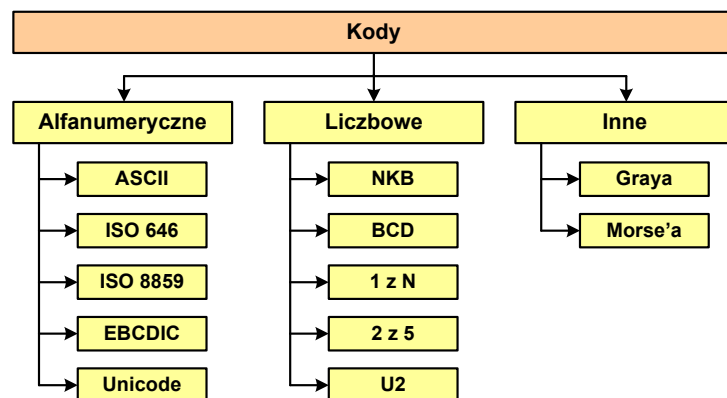 Kody
Alfanumeryczne
ASCII
ISO 646
ISO 8859
EBCDIC
Unicode
Liczbowe
NKB
BCD
1 z N
2 z 5
U2
Inne
Graya
Morse’a